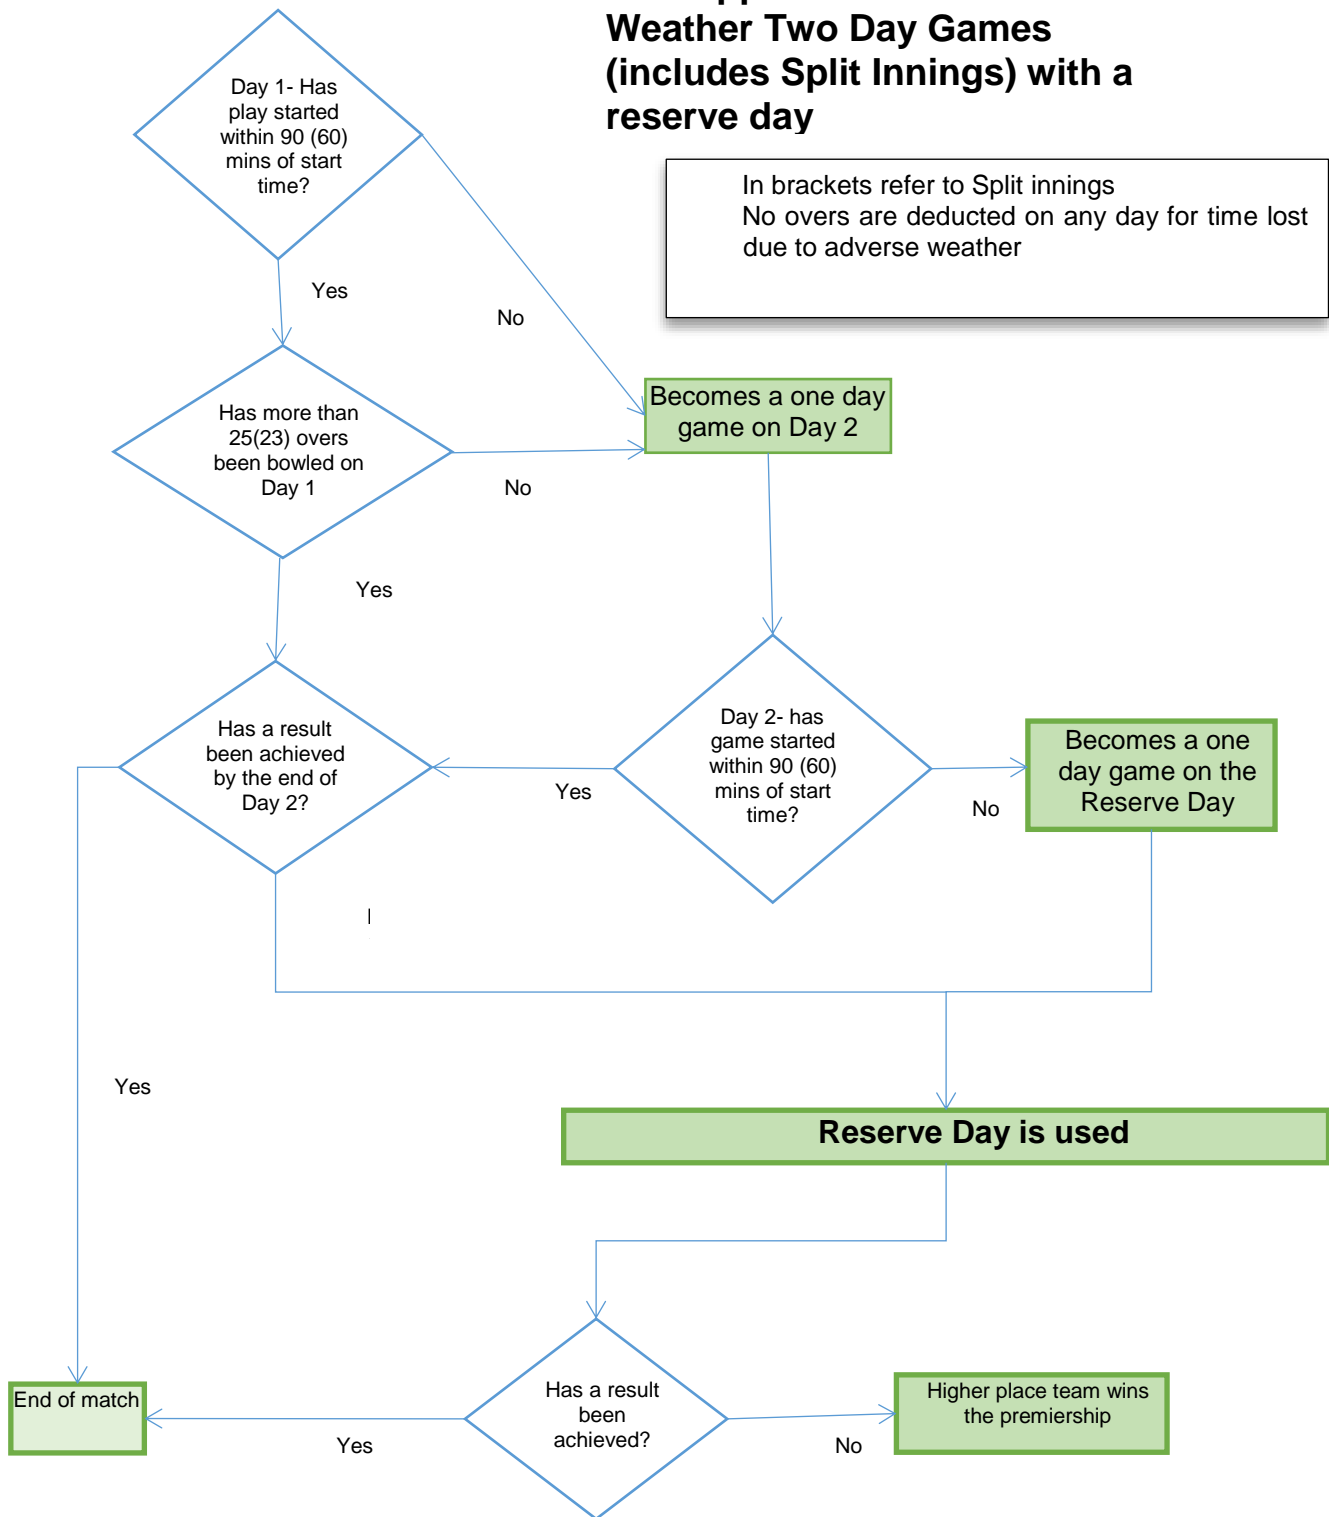 Weather Two Day Games
(includes Split Innings) with a
reserve day
Day 1- Has
play started
within 90 (60)
mins of start
time?
In brackets refer to Split innings
No overs are deducted on any day for time lost
due to adverse weather
Yes
No
Has more than
25(23) overs
been bowled on
Day 1
Becomes a one day
game on Day 2
No
Yes
Has a result
been achieved
by the end of
Day 2?
Day 2- has
game started
within 90 (60)
mins of start
time?
Becomes a one
day game on the
Reserve Day
Yes
No
Yes
Reserve Day is used
End of match
Has a result
been
achieved?
Higher place team wins
the premiership
Yes
No